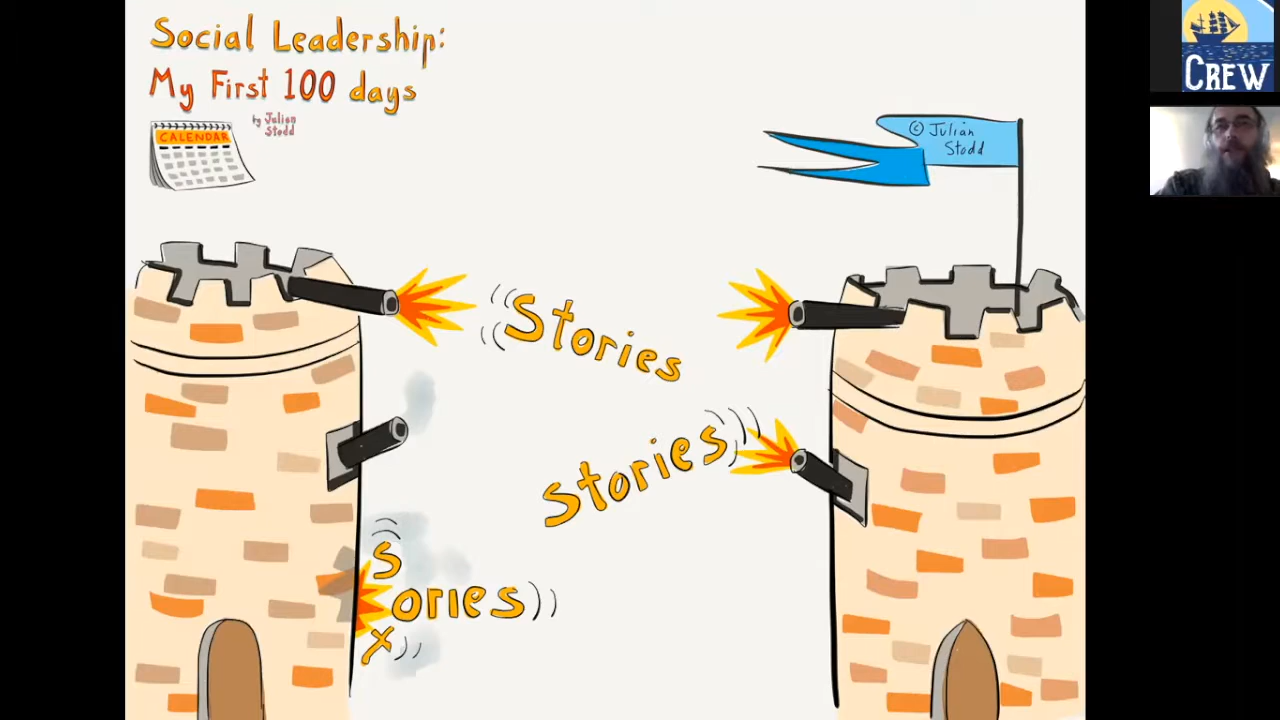 Social Leadership:
My First 100 days
by Julian
Stodd
CALENDAR
© Julian
Stodd
CREW
Stories
Stories
S
ories
t